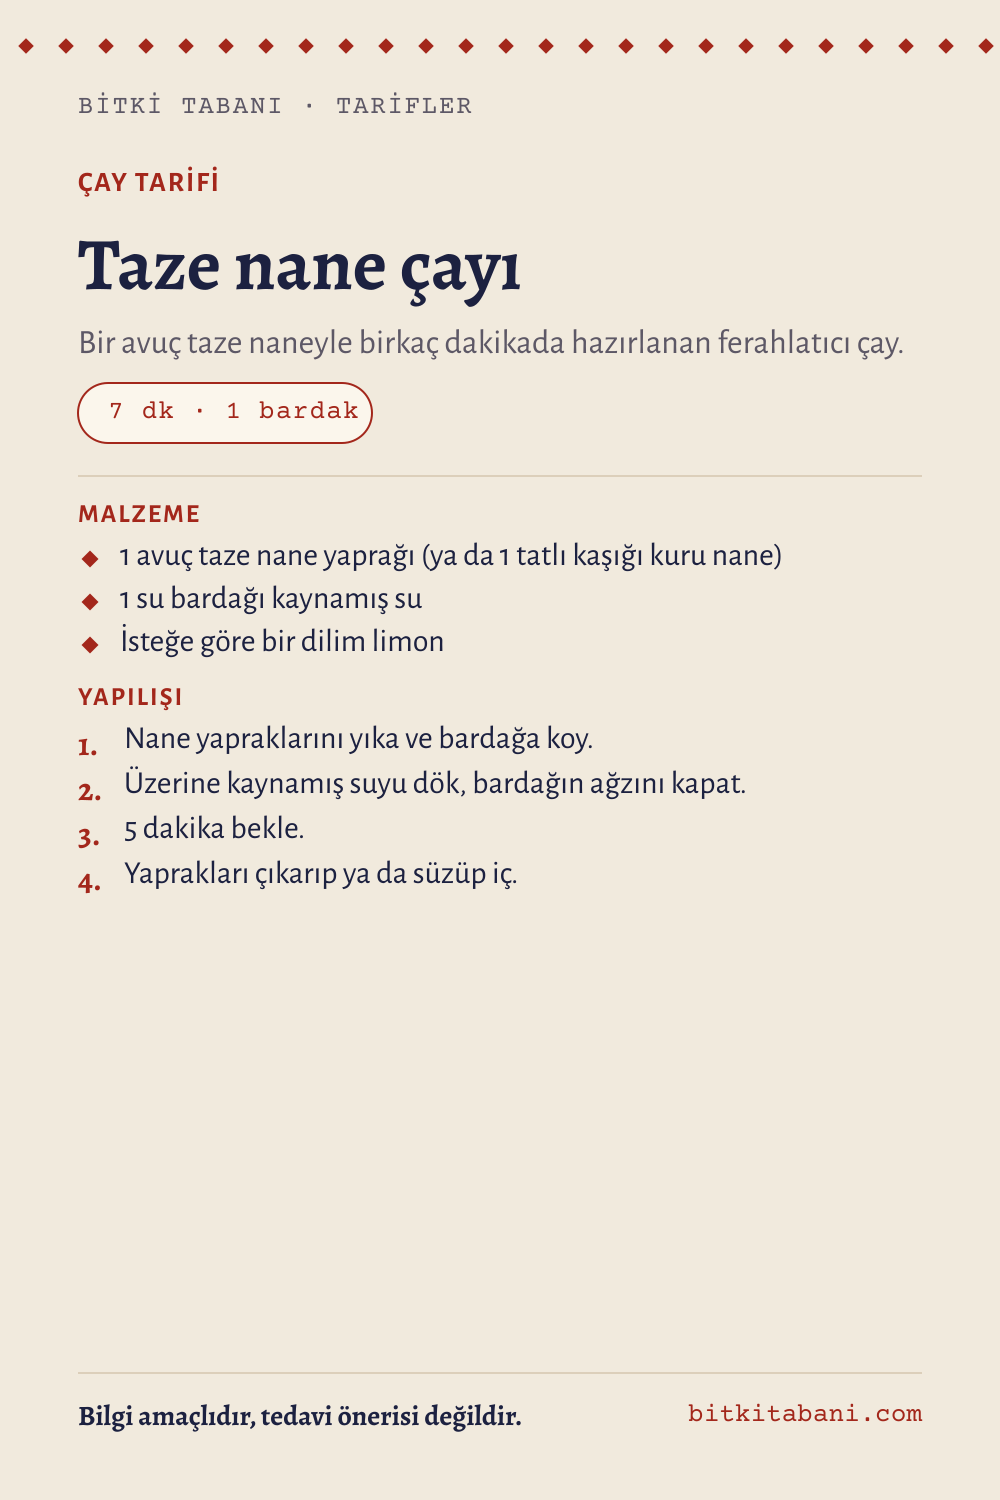 BİTKİ TABANI · TARİFLER
ÇAY TARİFİ
Taze nane çayı
Bir avuç taze naneyle birkaç dakikada hazırlanan ferahlatıcı çay.
7 dk · 1 bardak
MALZEME
◆ 1 avuç taze nane yaprağı (ya da 1 tatlı kaşığı kuru nane)
◆ 1 su bardağı kaynamış su
◆ İsteğe göre bir dilim limon
YAPILIŞI
1. Nane yapraklarını yıka ve bardağa koy.
2. Üzerine kaynamış suyu dök, bardağın ağzını kapat.
3. 5 dakika bekle.
4. Yaprakları çıkarıp ya da süzüp iç.
Bilgi amaçlıdır, tedavi önerisi değildir.
bitkitabani.com